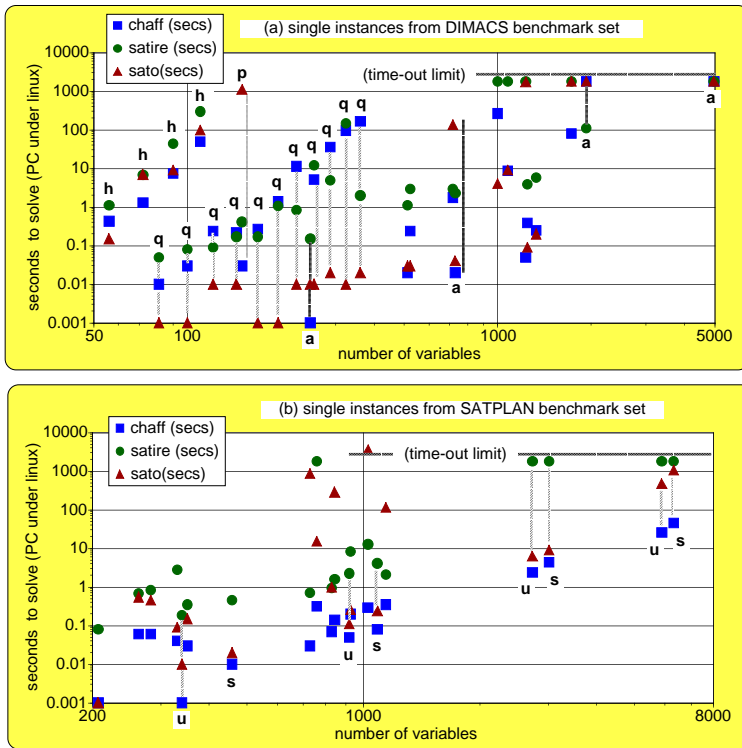 chaff (secs)
satire (secs)
sato(secs)
(a) single instances from DIMACS benchmark set
(time-out limit)
seconds to solve (PC under linux)
10000
1000
100
10
1
0.1
0.01
0.001
h
h
h
h
p
q
q
q
q
q
q
q
q
q
q
q
a
a
a
a
50
100
1000
5000
number of variables
chaff (secs)
satire (secs)
sato(secs)
(b) single instances from SATPLAN benchmark set
(time-out limit)
seconds to solve (PC under linux)
10000
1000
100
10
1
0.1
0.01
0.001
u
s
u
s
u
s
u
s
200
1000
8000
number of variables